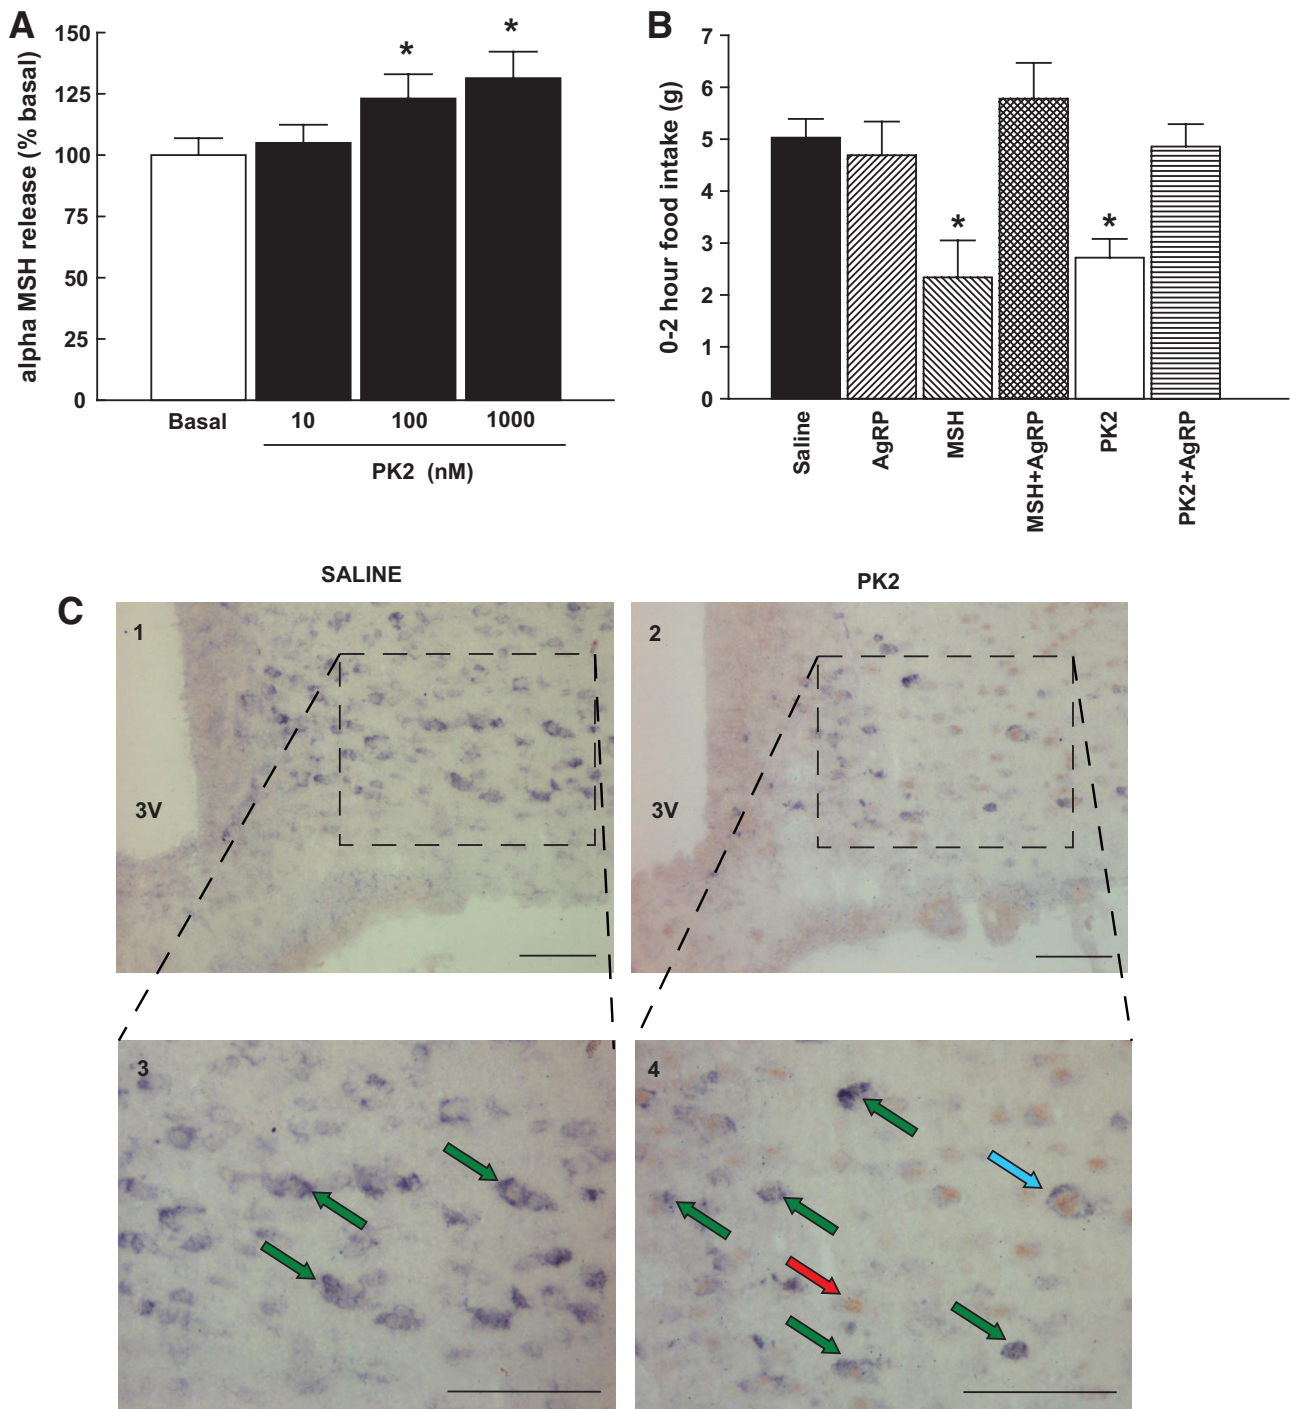 A
alpha MSH release (% basal)
150
125
100
75
50
25
0
*
*
Basal
10
100
1000
PK2 (nM)
B
0-2 hour food intake (g)
7
6
5
4
3
2
1
0
*
*
Saline
AgRP
MSH
MSH+AgRP
PK2
PK2+AgRP
C
SALINE
PK2
1
3V
2
3V
3
4